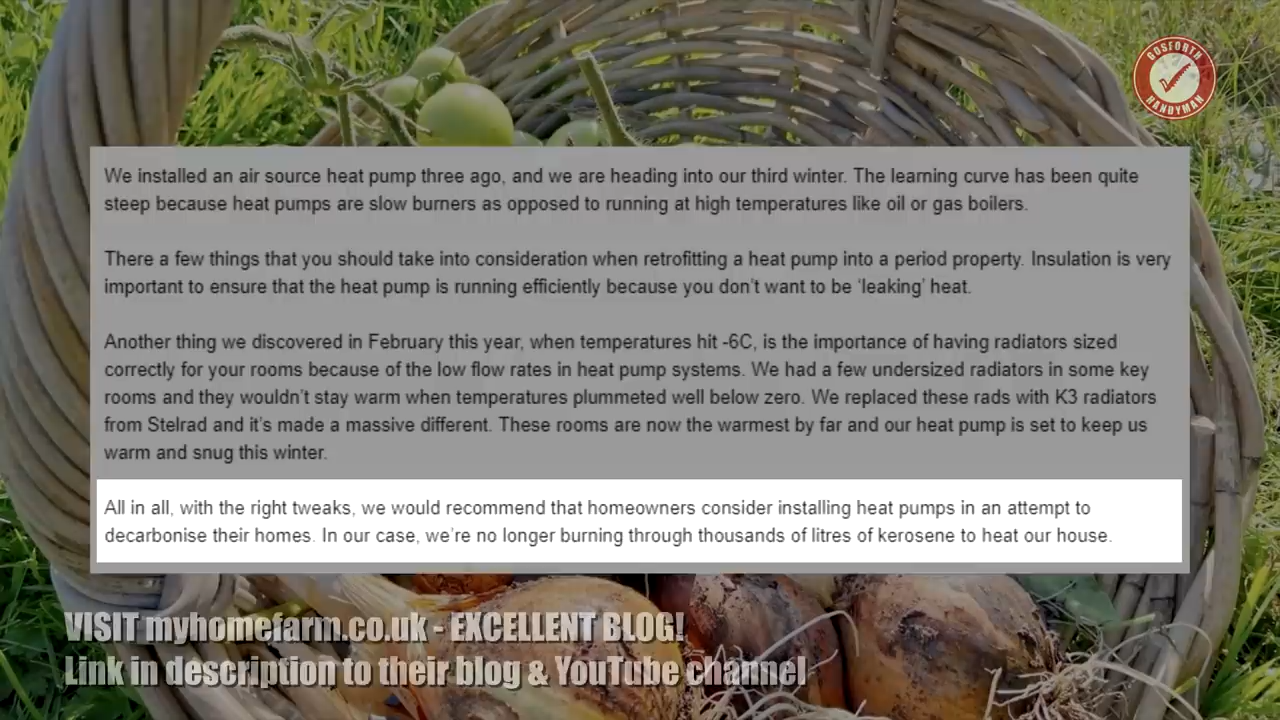 GOSFORTH
HANDYMAN
We installed an air source heat pump three ago, and we are heading into our third winter. The learning curve has been quite
steep because heat pumps are slow burners as opposed to running at high temperatures like oil or gas boilers.
There a few things that you should take into consideration when retrofitting a heat pump into a period property. Insulation is very
important to ensure that the heat pump is running efficiently because you don't want to be ‘leaking’ heat.
Another thing we discovered in February this year, when temperatures hit -6C, is the importance of having radiators sized
correctly for your rooms because of the low flow rates in heat pump systems. We had a few undersized radiators in some key
rooms and they wouldn't stay warm when temperatures plummeted well below zero. We replaced these rads with K3 radiators
from Stelrad and it's made a massive different. These rooms are now the warmest by far and our heat pump is set to keep us
warm and snug this winter.
All in all, with the right tweaks, we would recommend that homeowners consider installing heat pumps in an attempt to
decarbonise their homes. In our case, we're no longer burning through thousands of litres of kerosene to heat our house.
VISIT myhomefarm.co.uk - EXCELLENT BLOG!
Link in description to their blog & YouTube channel